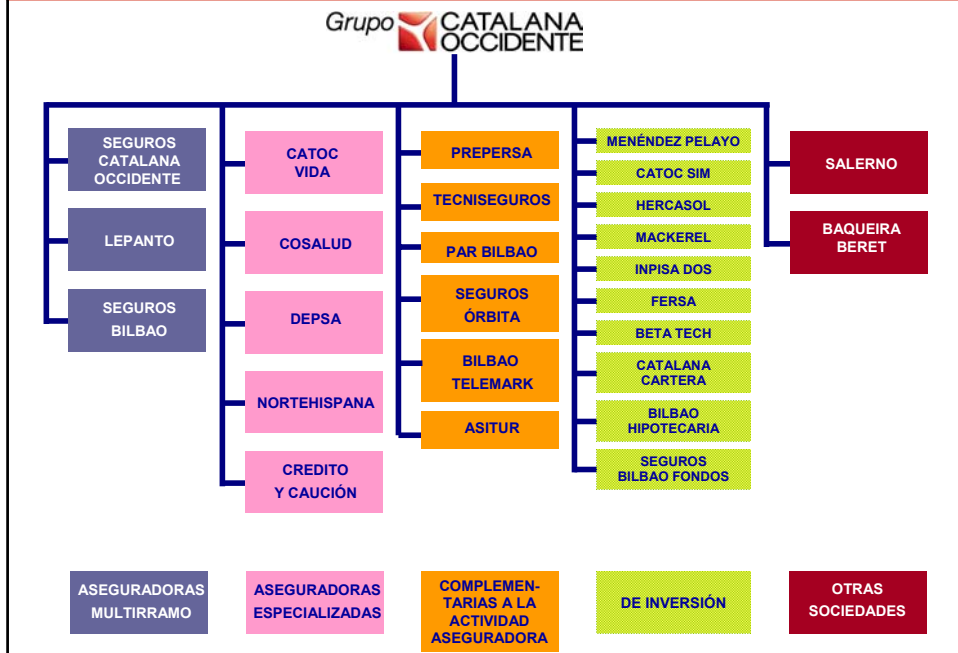 Grupo CATALANA
OCCIDENTE
SEGUROS
CATALANA
OCCIDENTE
LEPANTO
SEGUROS
BILBAO
CATOC
VIDA
COSALUD
DEPSA
NORTEHISPANA
CREDITO
Y CAUCIÓN
PREPERSA
TECNISEGUROS
PAR BILBAO
SEGUROS
ÓRBITA
BILBAO
TELEMARK
ASITUR
MENÉNDEZ PELAYO
CATOC SIM
HERCASOL
MACKEREL
INPISA DOS
FERSA
BETA TECH
CATALANA
CARTERA
BILBAO
HIPOTECARIA
SEGUROS
BILBAO FONDOS
SALERNO
BAQUEIRA
BERET
ASEGURADORAS
MULTIRRAMO
ASEGURADORAS
ESPECIALIZADAS
COMPLEMEN-
TARIAS A LA
ACTIVIDAD
ASEGURADORA
DE INVERSIÓN
OTRAS
SOCIEDADES